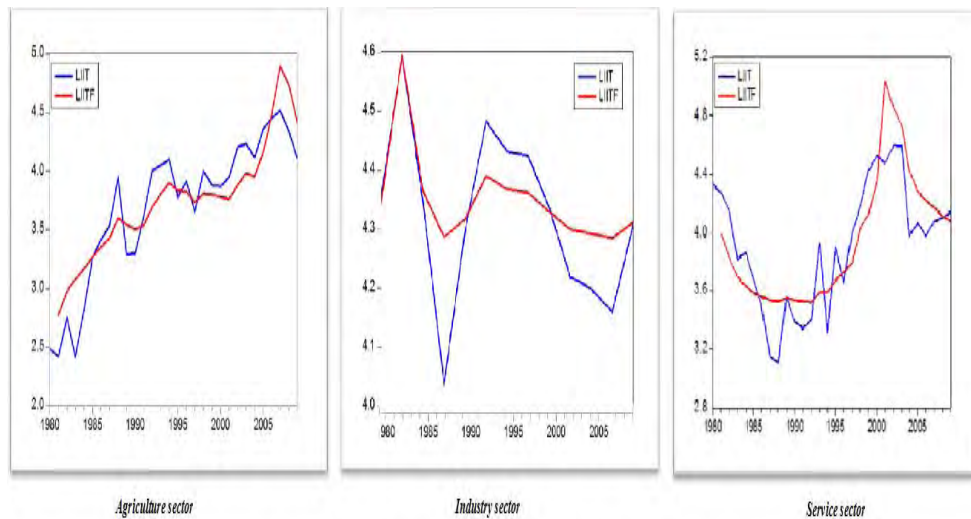 5.0
4.5
4.0
3.5
3.0
2.5
2.0
LIIT
LIITF
1980 1985 1990 1995 2000 2005
Agriculture sector
4.6
4.5
4.4
4.3
4.2
4.1
4.0
LIIT
LIITF
980 1985 1990 1995 2000 2005
Industry sector
5.2
4.8
4.4
4.0
3.6
3.2
2.8
LIIT
LIITF
1980 1985 1990 1995 2000 2005
Service sector